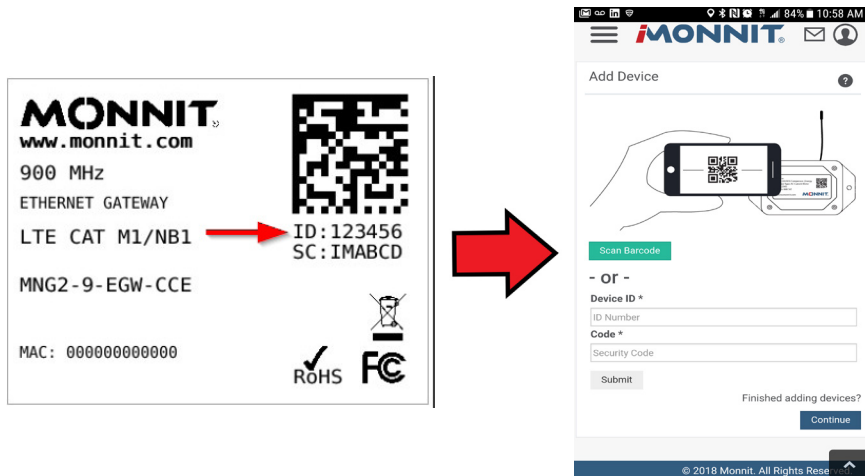 MONNIT®
www.monnit.com
900 MHz
ETHERNET GATEWAY
LTE CAT M1/NB1
ID:123456
SC:IMABCD
MNG2-9-EGW-CCE
MAC: 000000000000
RoHS
FC
84% 10:58 AM
iMONNIT®
Add Device
?
MONNIT
Scan Barcode
- or -
Device ID *
ID Number
Code *
Security Code
Submit
Finished adding devices?
Continue
© 2018 Monnit. All Rights Reserved